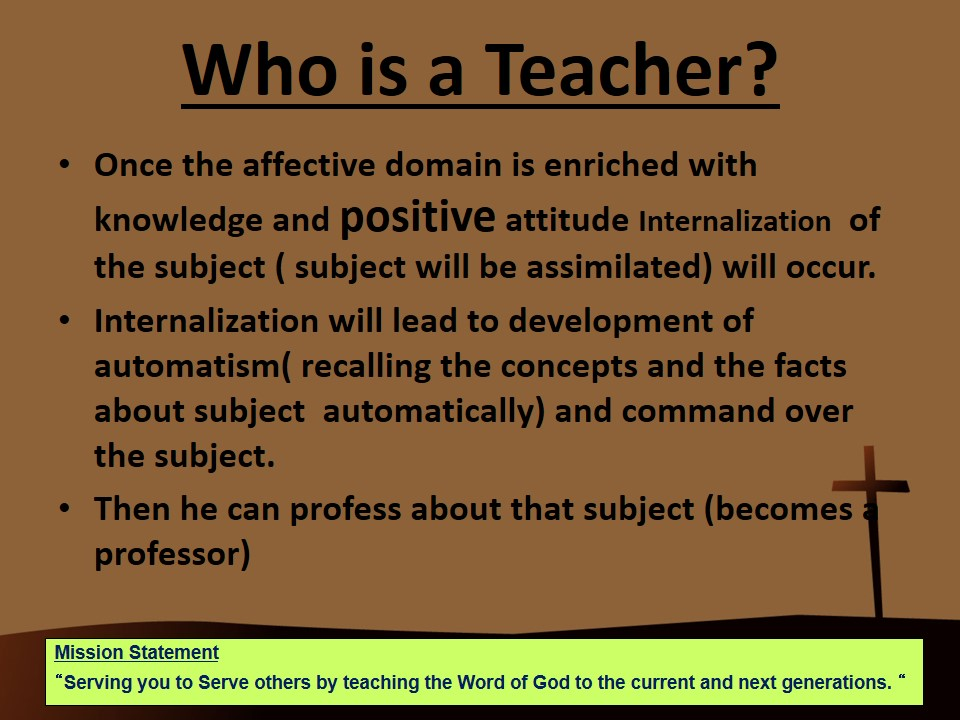 Who is a Teacher?
• Once the affective domain is enriched with
knowledge and positive attitude Internalization of
the subject ( subject will be assimilated) will occur.
• Internalization will lead to development of
automatism( recalling the concepts and the facts
about subject automatically) and command over
the subject.
• Then he can profess about that subject (becomes a
professor)
Mission Statement
“Serving you to Serve others by teaching the Word of God to the current and next generations. “